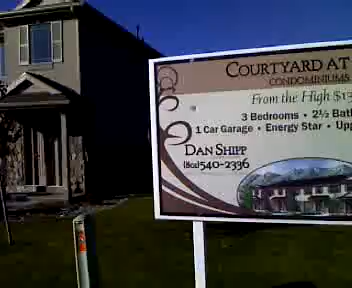 COURTYARD AT
CONDOMINIUMS
From the High $13
3 Bedrooms • 2½ Bath
1 Car Garage • Energy Star • Upg
DAN SHIPP
(801) 540-2336